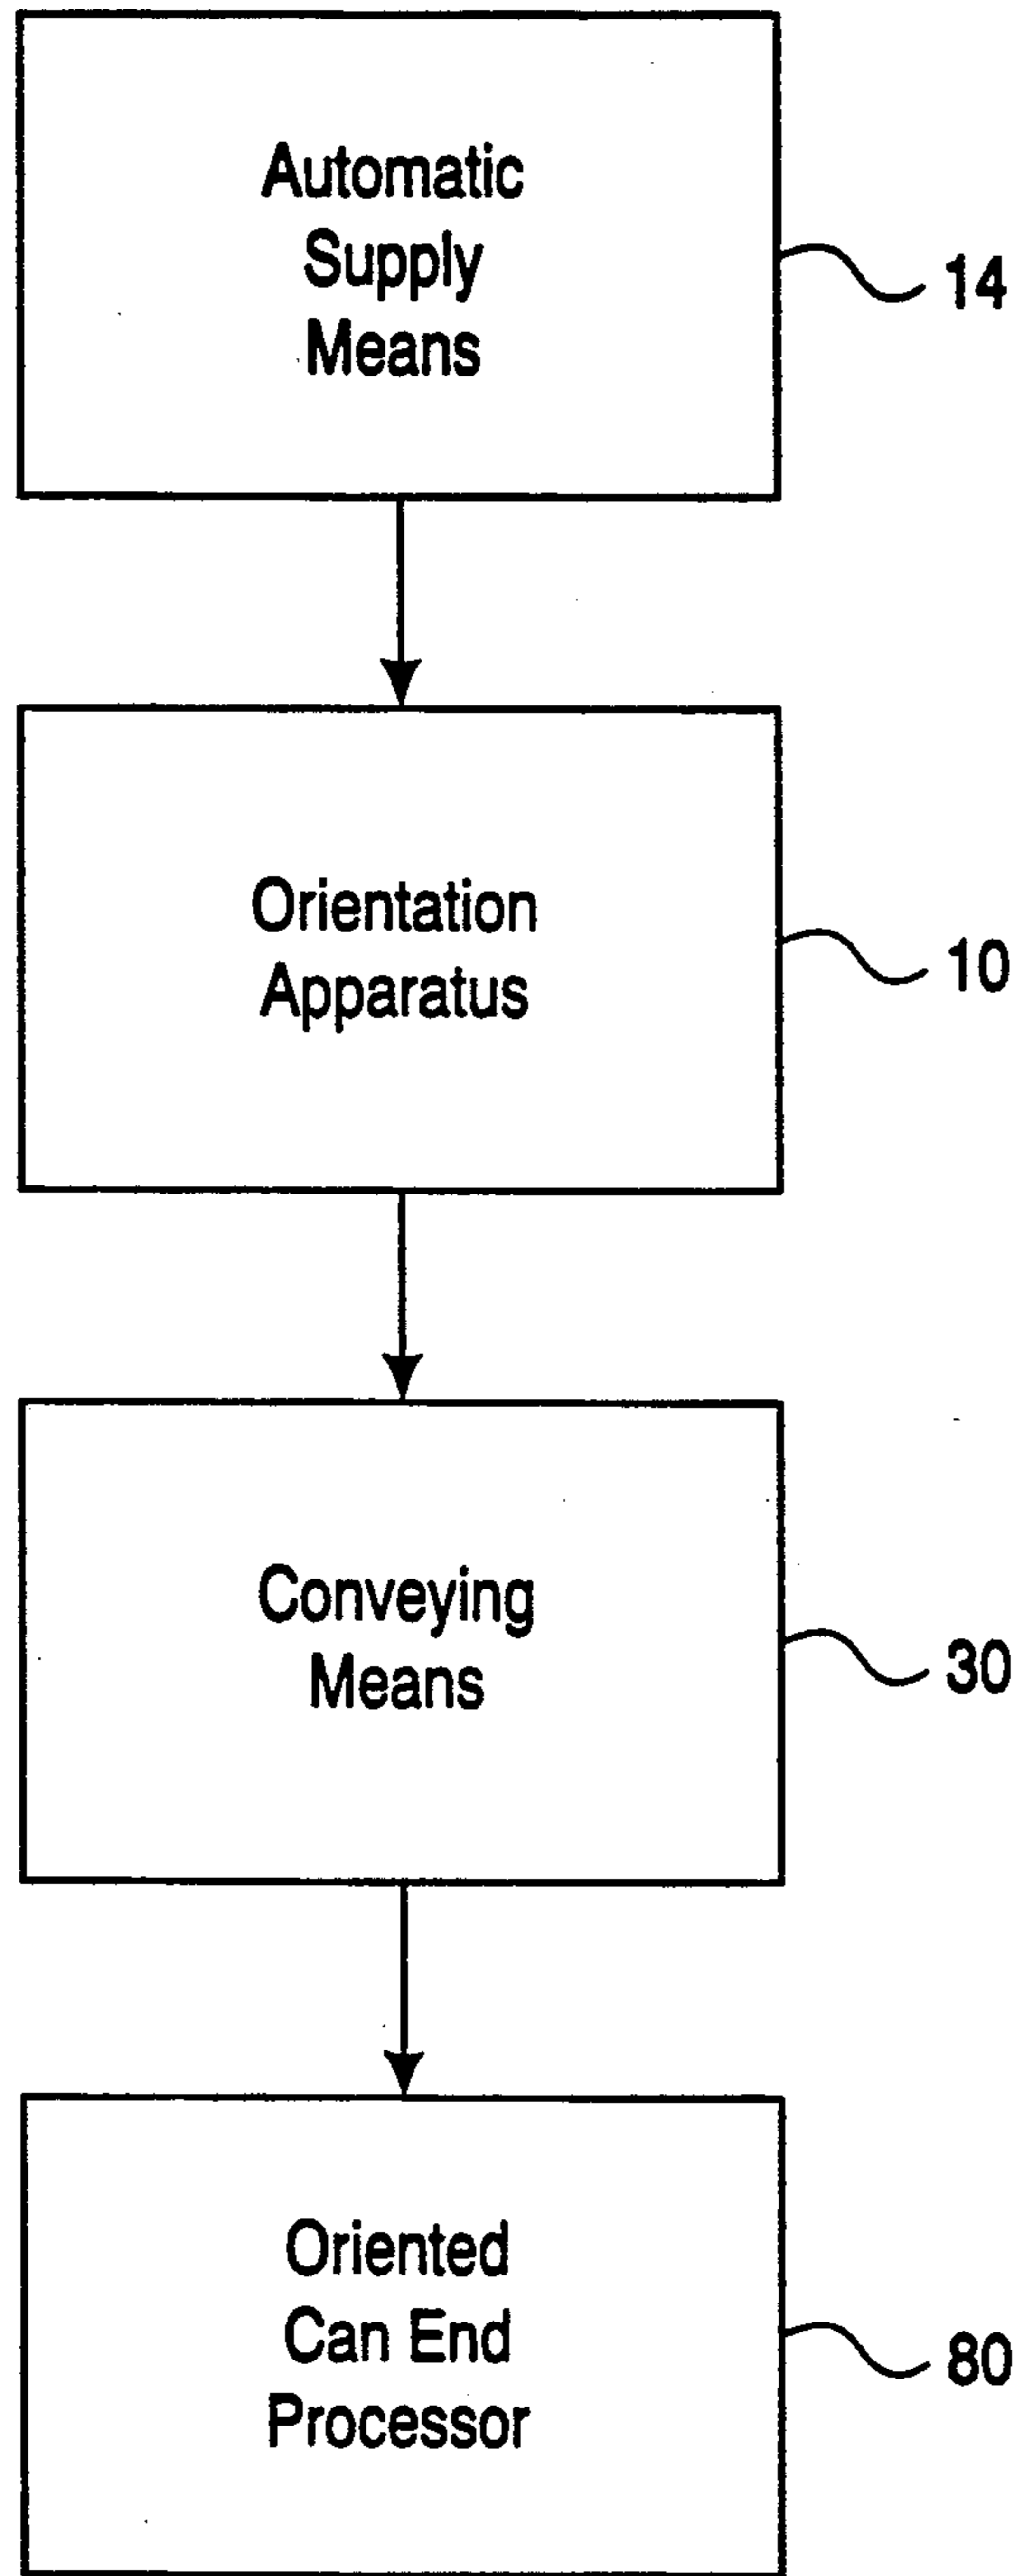 Automatic
Supply
Means
14
Orientation
Apparatus
10
Conveying
Means
30
Oriented
Can End
Processor
80